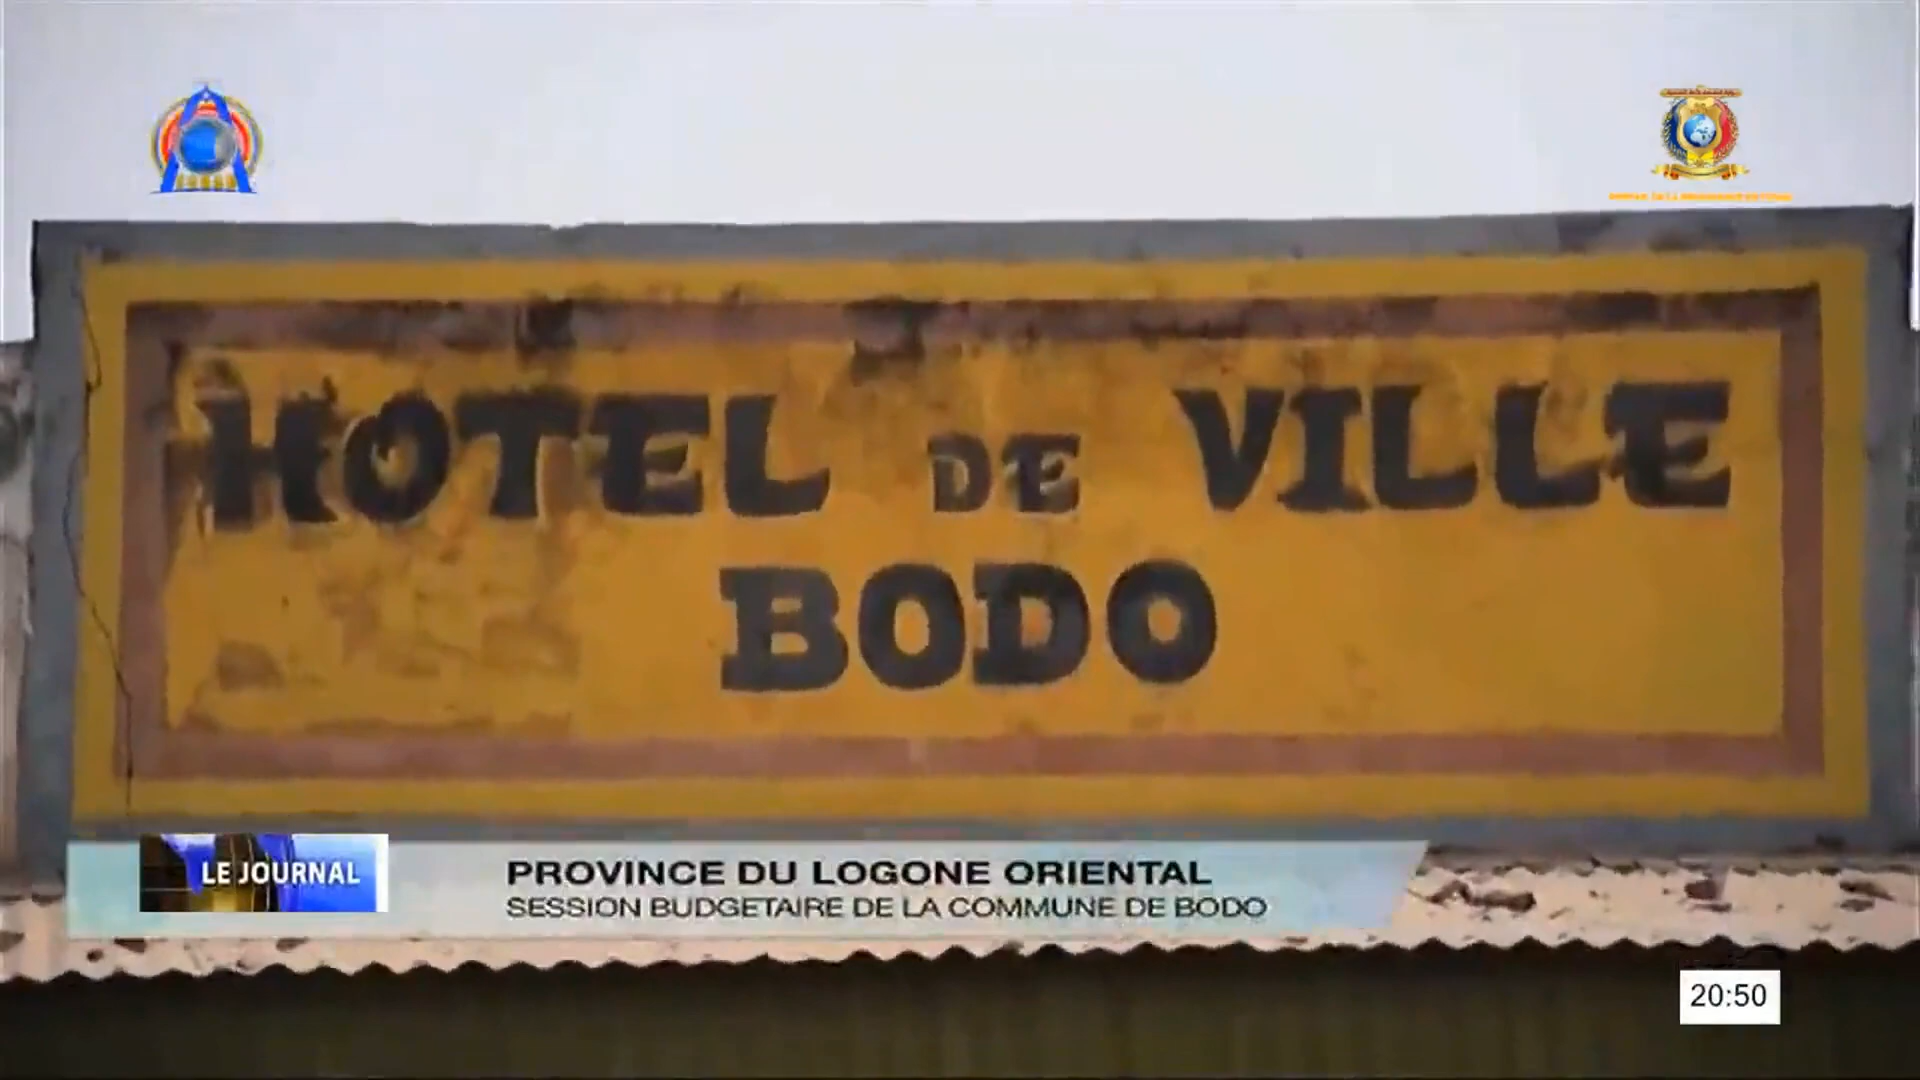 HOTEL DE VILLE
BODO
LE JOURNAL
PROVINCE DU LOGONE ORIENTAL
SESSION BUDGETAIRE DE LA COMMUNE DE BODO
20:50